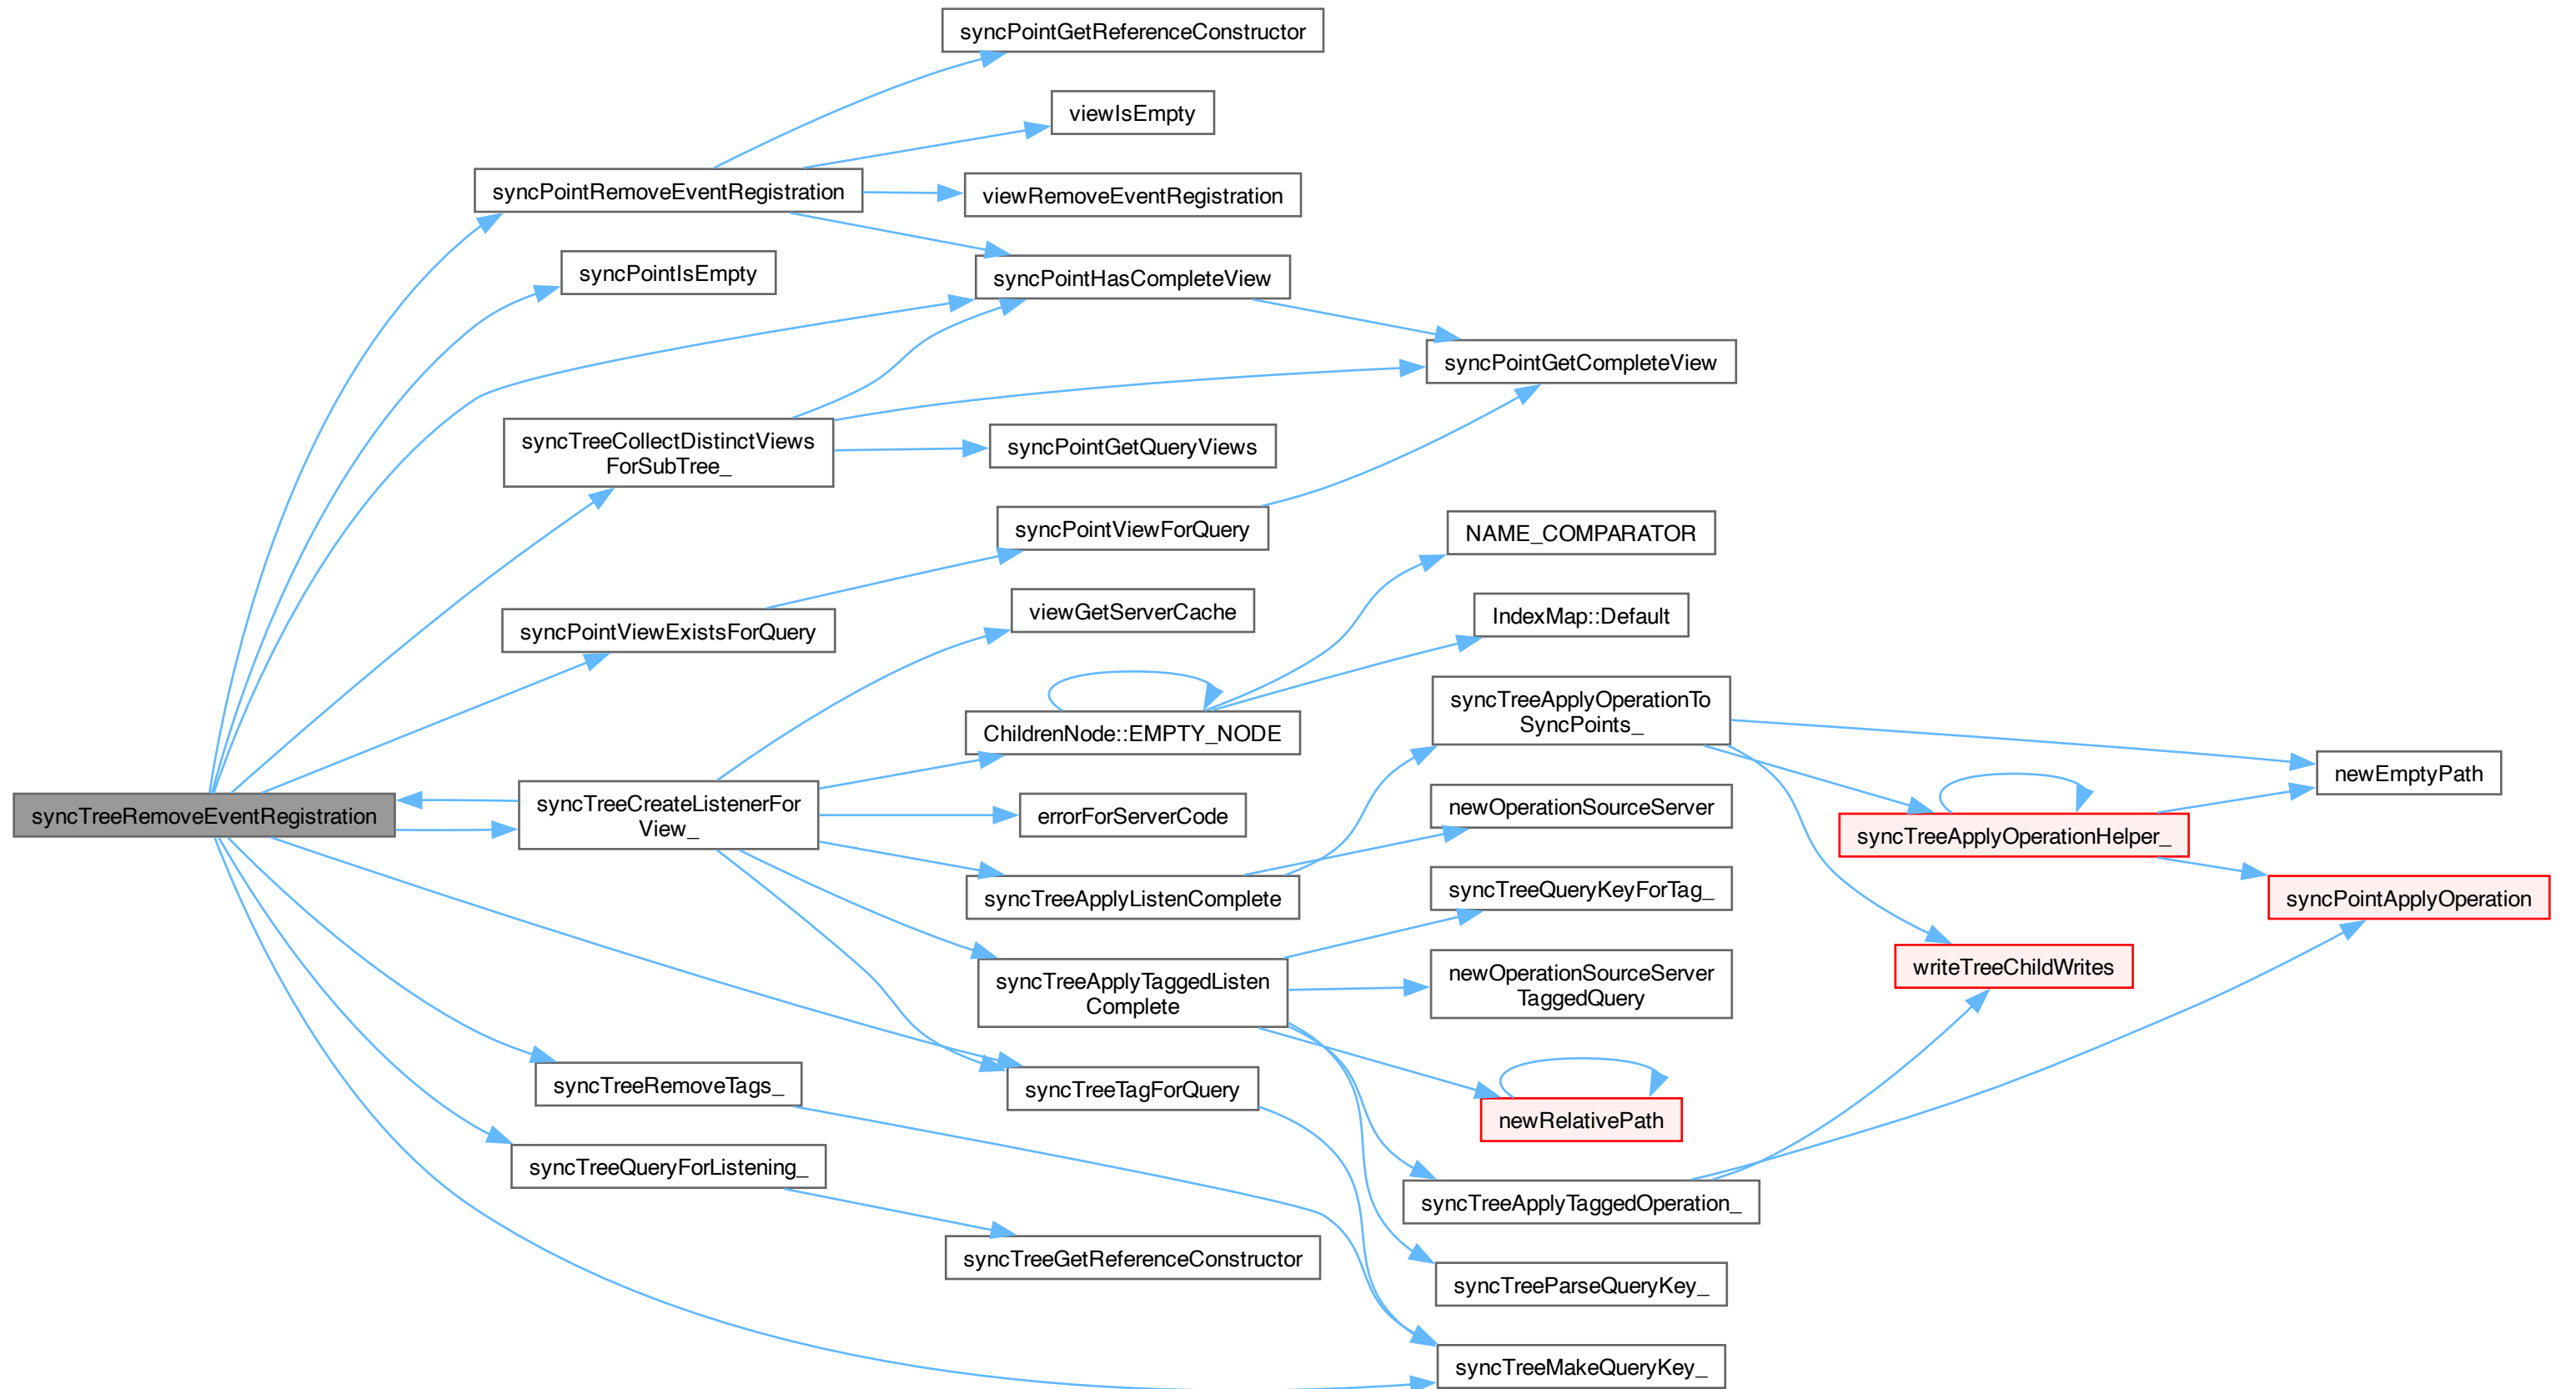 syncPointGetReferenceConstructor
viewIsEmpty
syncPointRemoveEventRegistration
viewRemoveEventRegistration
syncPointIsEmpty
syncPointHasCompleteView
syncPointGetCompleteView
syncTreeCollectDistinctViews
ForSubTree_
syncPointGetQueryViews
syncPointViewForQuery
NAME_COMPARATOR
viewGetServerCache
IndexMap::Default
syncPointViewExistsForQuery
ChildrenNode::EMPTY_NODE
syncTreeApplyOperationTo
SyncPoints_
newEmptyPath
syncTreeRemoveEventRegistration
syncTreeCreateListenerFor
View_
errorForServerCode
newOperationSourceServer
syncTreeApplyOperationHelper_
syncTreeApplyListenComplete
syncTreeQueryKeyForTag_
syncPointApplyOperation
writeTreeChildWrites
syncTreeApplyTaggedListen
Complete
newOperationSourceServer
TaggedQuery
syncTreeRemoveTags_
syncTreeTagForQuery
newRelativePath
syncTreeQueryForListening_
syncTreeApplyTaggedOperation_
syncTreeGetReferenceConstructor
syncTreeParseQueryKey_
syncTreeMakeQueryKey_